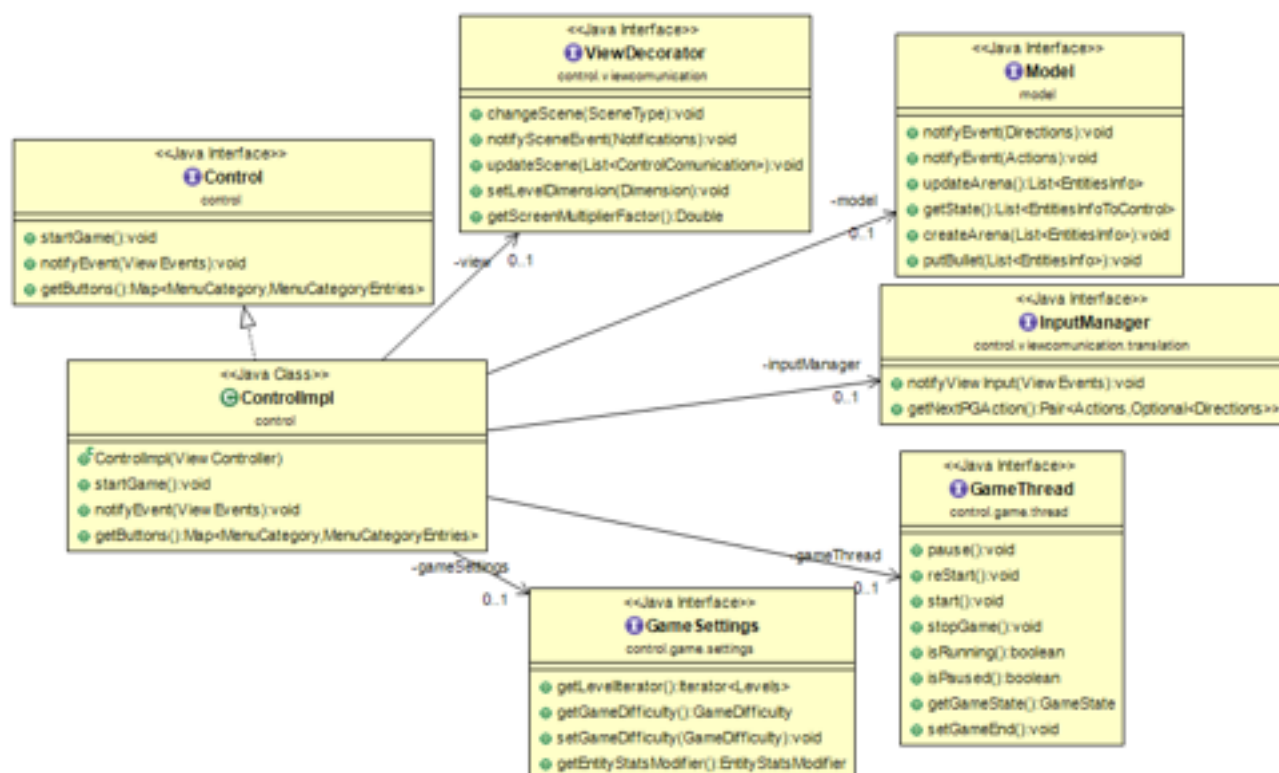 <<Java Interface>>
ViewDecorator
control.viewcomunication
changeScene(SceneType):void
notifySceneEvent(Notifications):void
updateScene(List<ControlComunication>):void
setLevelDimension(Dimension):void
getScreenMultiplierFactor():Double
<<Java Interface>>
Model
model
notifyEvent(Directions):void
notifyEvent(Actions):void
updateArena():List<EntitiesInfo>
getState():List<EntitiesInfoToControl>
createArena(List<EntitiesInfo>):void
putBullet(List<EntitiesInfo>):void
<<Java Interface>>
Control
control
startGame():void
notifyEvent(ViewEvents):void
getButtons():Map<MenuCategory,MenuCategoryEntries>
-view
0..1
-model
0..1
<<Java Interface>>
InputManager
control.viewcomunication.translation
notifyViewInput(ViewEvents):void
getNextPGAction():Pair<Actions,Optional<Directions>>
-inputManager
0..1
<<Java Class>>
ControlImpl
control
ControlImpl(ViewController)
startGame():void
notifyEvent(ViewEvents):void
getButtons():Map<MenuCategory,MenuCategoryEntries>
<<Java Interface>>
GameThread
control.game.thread
pause():void
reStart():void
start():void
stopGame():void
isRunning():boolean
isPaused():boolean
getGameState():GameState
setGameEnd():void
-gameThread
0..1
-gameSettings
0..1
<<Java Interface>>
GameSettings
control.game.settings
getLevelIterator():Iterator<Levels>
getGameDifficulty():GameDifficulty
setGameDifficulty(GameDifficulty):void
getEntityStatsModifier():EntityStatsModifier